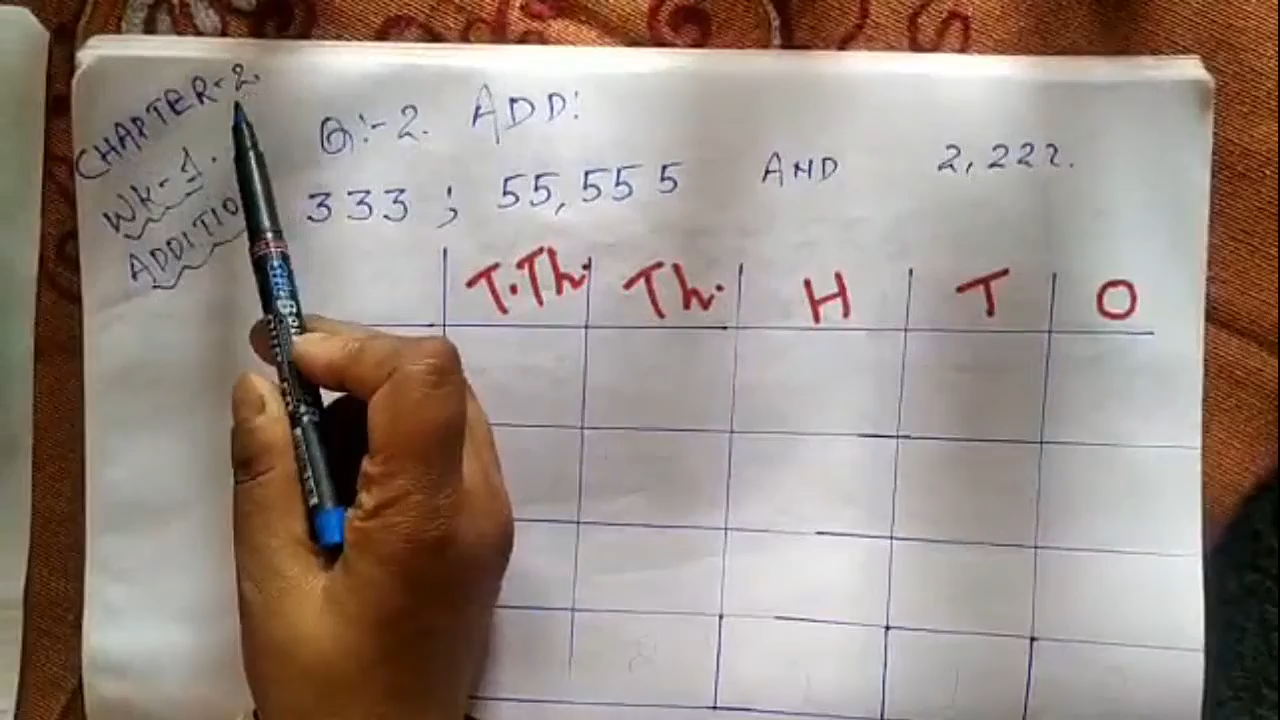 CHAPTER-2.
WK-1.
ADDITIO
Q:-2. ADD:
333 ; 55,555 AND 2,222.
T.Th. Th. H T O